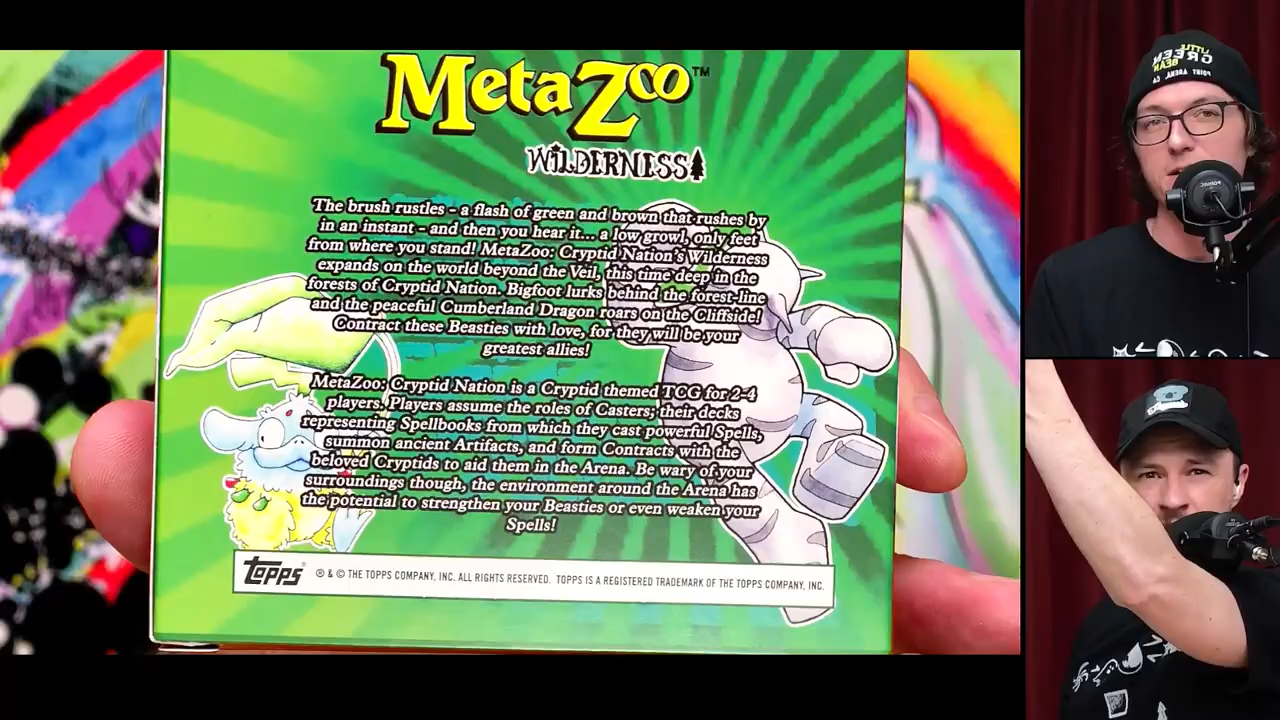 MetaZoo™
WILDERNESS
The brush rustles - a flash of green and brown that rushes by
in an instant - and then you hear it... a low growl, only feet
from where you stand! MetaZoo: Cryptid Nation's Wilderness
expands on the world beyond the Veil, this time deep in the
forests of Cryptid Nation. Bigfoot lurks behind the forest-line
and the peaceful Cumberland Dragon roars on the Cliffside!
Contract these Beasties with love, for they will be your
greatest allies!
MetaZoo: Cryptid Nation is a Cryptid themed TCG for 2-4
players. Players assume the roles of Casters; their decks
representing Spellbooks from which they cast powerful Spells,
summon ancient Artifacts, and form Contracts with the
beloved Cryptids to aid them in the Arena. Be wary of your
surroundings though, the environment around the Arena has
the potential to strengthen your Beasties or even weaken your
Spells!
TOPPS ® & © THE TOPPS COMPANY, INC. ALL RIGHTS RESERVED. TOPPS IS A REGISTERED TRADEMARK OF THE TOPPS COMPANY, INC.
LITTLE
GREEN
BEAN
POINT ARENA, CA